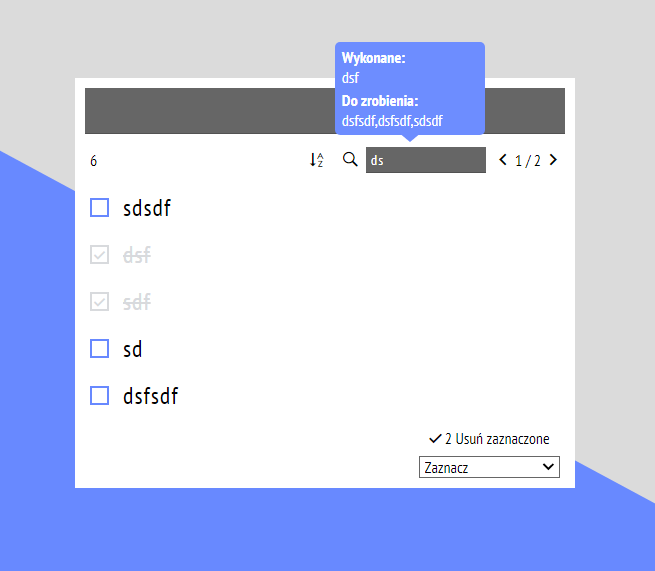 Wykonane:
dsf
Do zrobienia:
dsfsdf,dsfsdf,sdsdf
6
A
Z
ds
1 / 2
sdsdf
dsf
sdf
sd
dsfsdf
2 Usuń zaznaczone
Zaznacz